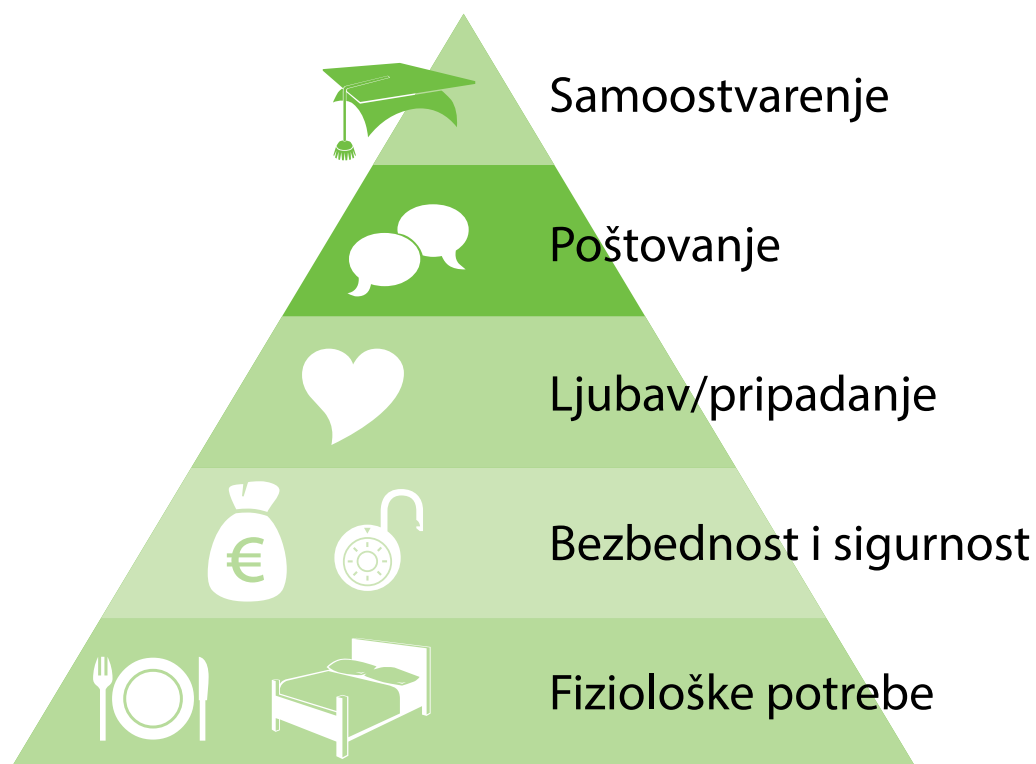 Samoostvarenje
Poštovanje
Ljubav/pripadanje
€
Bezbednost i sigurnost
Fiziološke potrebe